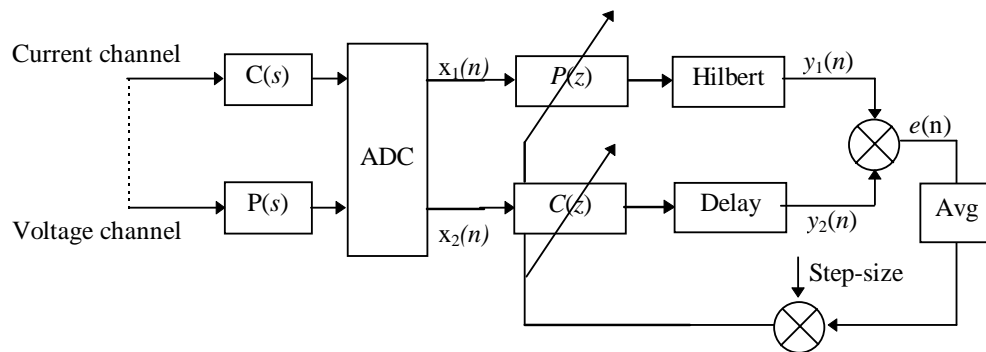 Current channel
C(s)
x₁(n)
P(z)
Hilbert
y₁(n)
ADC
e(n)
Voltage channel
P(s)
x₂(n)
C(z)
Delay
y₂(n)
Avg
Step-size